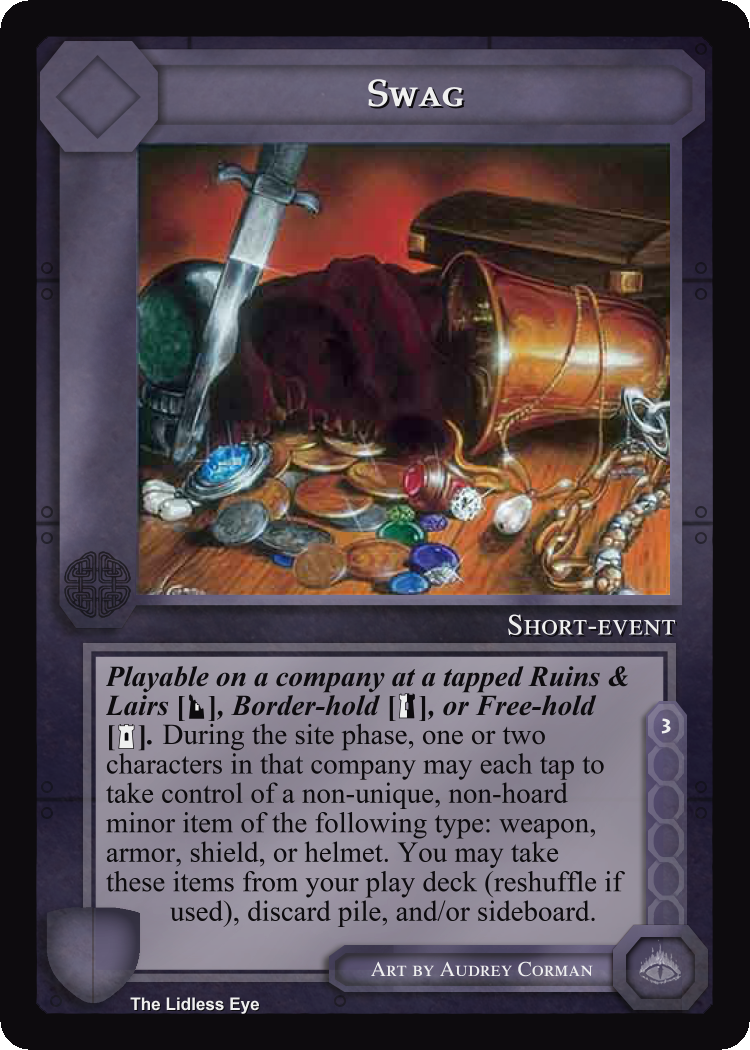 Swag
Short-event
Playable on a company at a tapped Ruins &
Lairs [], Border-hold [], or Free-hold
[]. During the site phase, one or two
characters in that company may each tap to
take control of a non-unique, non-hoard
minor item of the following type: weapon,
armor, shield, or helmet. You may take
these items from your play deck (reshuffle if
used), discard pile, and/or sideboard.
3
Art by Audrey Corman
The Lidless Eye